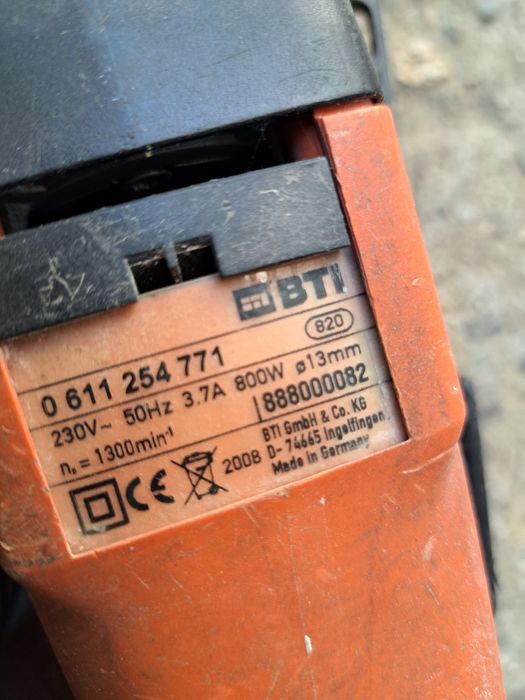 BTI
820
0 611 254 771
230V~ 50Hz 3.7A 800W ø13mm
n₀ = 1300min⁻¹ 888000082
BTI GmbH & Co. KG
CE 2008 D- 74665 Ingelfingen
Made in Germany